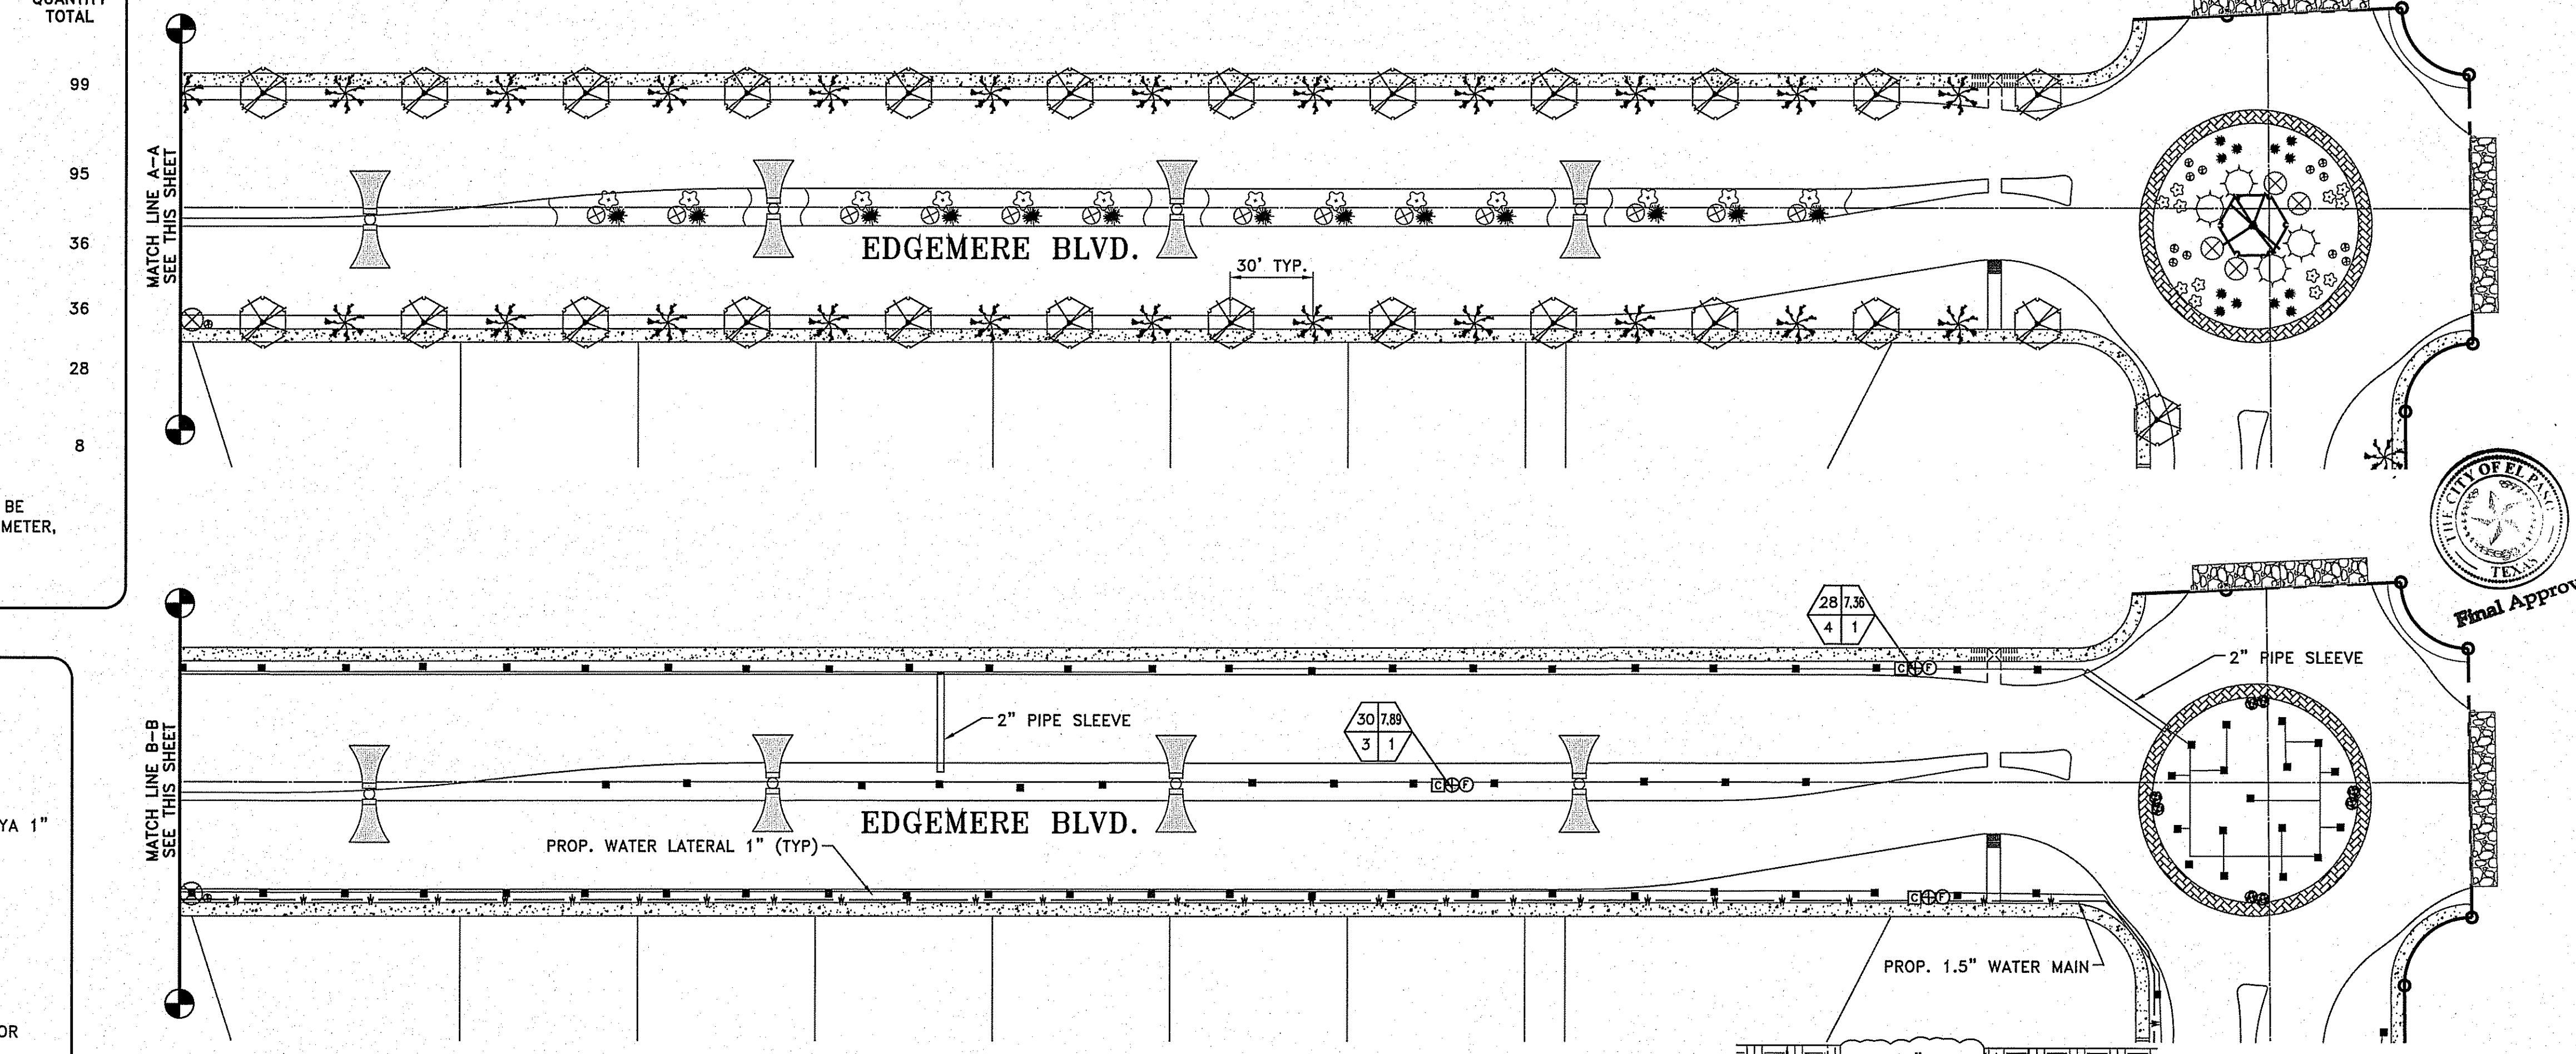 QUANTITY
TOTAL
99
95
36
36
28
8
BE
METER,
YA 1"
OR
MATCH LINE A-A
SEE THIS SHEET
EDGEMERE BLVD.
30' TYP.
THE CITY OF EL PASO
TEXAS
Final Approv
MATCH LINE B-B
SEE THIS SHEET
28 7.36
4 1
C F
2" PIPE SLEEVE
2" PIPE SLEEVE
30 7.89
3 1
C F
EDGEMERE BLVD.
PROP. WATER LATERAL 1" (TYP)
C F
PROP. 1.5" WATER MAIN